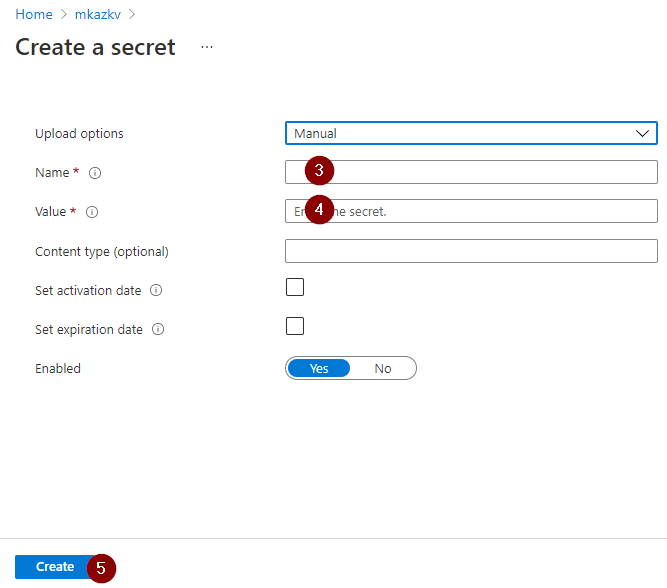 Home > mkazkv >
Create a secret ...
Upload options Manual
Name * 3
Value * En 4 he secret.
Content type (optional)
Set activation date
Set expiration date
Enabled Yes No
Create 5